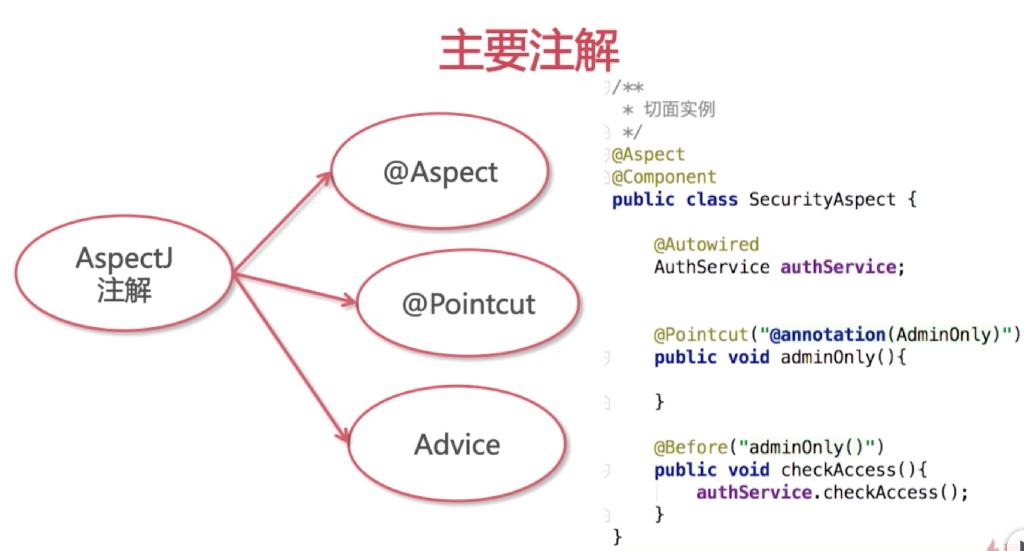 主要注解
AspectJ
注解
@Aspect
@Pointcut
Advice
/**
 * 切面实例
 */
@Aspect
@Component
public class SecurityAspect {
    @Autowired
    AuthService authService;
    @Pointcut("@annotation(AdminOnly)")
    public void adminOnly(){
    }
    @Before("adminOnly()")
    public void checkAccess(){
        authService.checkAccess();
    }
}